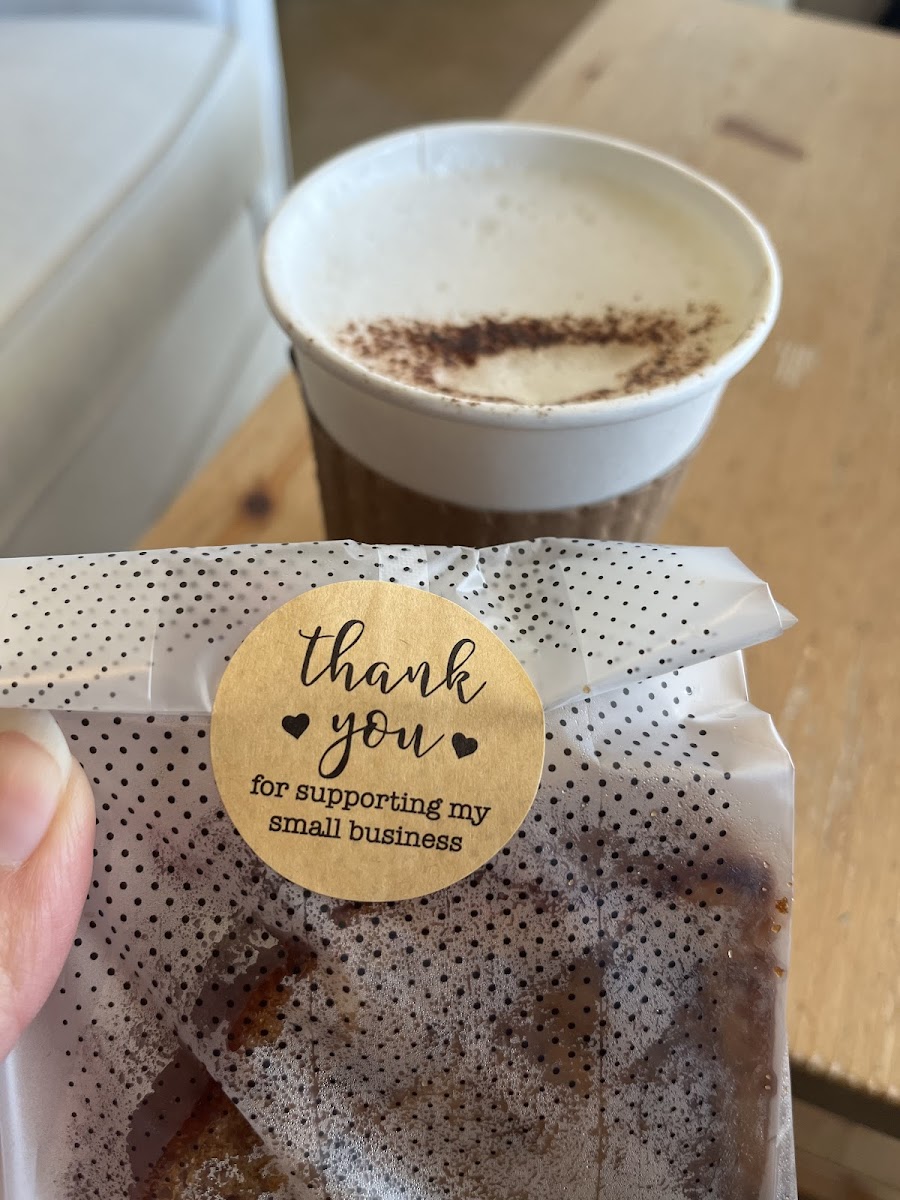 thank
you
for supporting my
small business